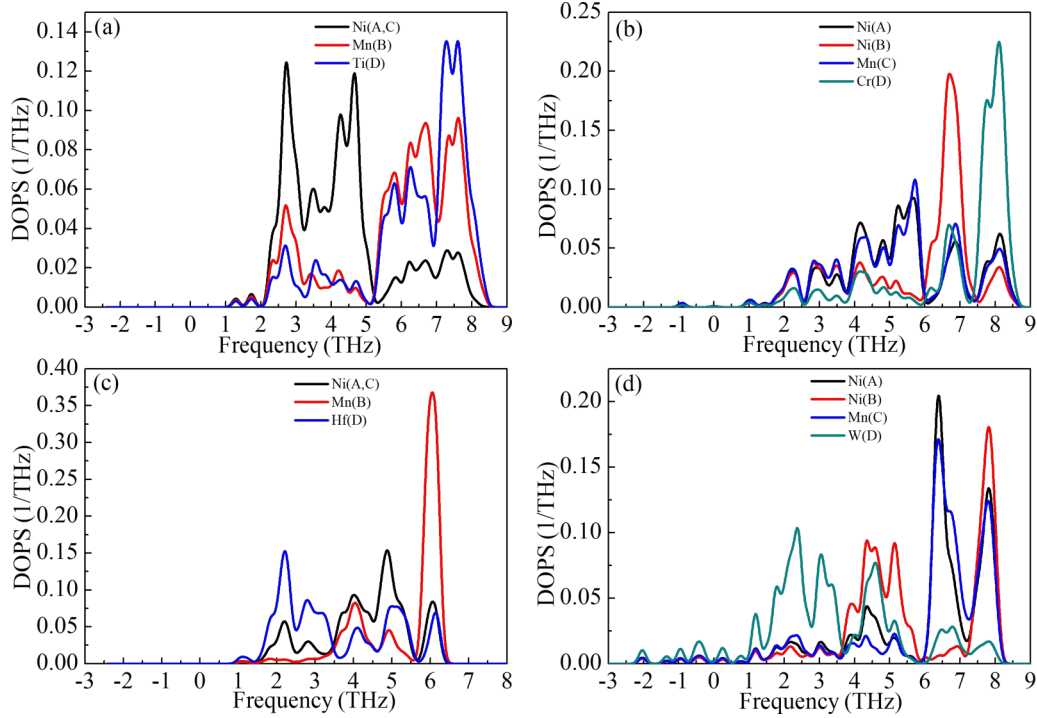 (a)
Ni(A,C)
Mn(B)
Ti(D)
DOPS (1/THz)
0.14
0.12
0.10
0.08
0.06
0.04
0.02
0.00
-3 -2 -1 0 1 2 3 4 5 6 7 8 9
Frequency (THz)
(b)
Ni(A)
Ni(B)
Mn(C)
Cr(D)
DOPS (1/THz)
0.25
0.20
0.15
0.10
0.05
0.00
-3 -2 -1 0 1 2 3 4 5 6 7 8 9
Frequency (THz)
(c)
Ni(A,C)
Mn(B)
Hf(D)
DOPS (1/THz)
0.40
0.35
0.30
0.25
0.20
0.15
0.10
0.05
0.00
-3 -2 -1 0 1 2 3 4 5 6 7 8
Frequency (THz)
(d)
Ni(A)
Ni(B)
Mn(C)
W(D)
DOPS (1/THz)
0.20
0.15
0.10
0.05
0.00
-3 -2 -1 0 1 2 3 4 5 6 7 8 9
Frequency (THz)